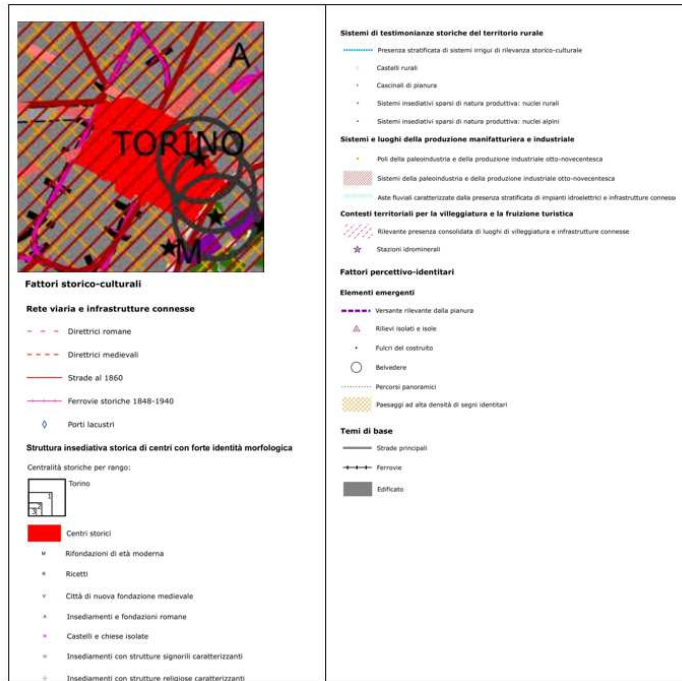 A
TORINO
M
Fattori storico-culturali
Rete viaria e infrastrutture connesse
Direttrici romane
Direttrici medievali
Strade al 1860
Ferrovie storiche 1848-1940
Porti lacustri
Struttura insediativa storica di centri con forte identità morfologica
Centralità storiche per rango:
Torino
1
2
3
Centri storici
Rifondazioni di età moderna
Ricetti
Città di nuova fondazione medievale
Insediamenti e fondazioni romane
Castelli e chiese isolate
Insediamenti con strutture signorili caratterizzanti
Insediamenti con strutture religiose caratterizzanti
Sistemi di testimonianze storiche del territorio rurale
Presenza stratificata di sistemi irrigui di rilevanza storico-culturale
Castelli rurali
Cascinali di pianura
Sistemi insediativi sparsi di natura produttiva: nuclei rurali
Sistemi insediativi sparsi di natura produttiva: nuclei alpini
Sistemi e luoghi della produzione manifatturiera e industriale
Poli della paleoindustria e della produzione industriale otto-novecentesca
Sistemi della paleoindustria e della produzione industriale otto-novecentesca
Aste fluviali caratterizzate dalla presenza stratificata di impianti idroelettrici e infrastrutture connesse
Contesti territoriali per la villeggiatura e la fruizione turistica
Rilevante presenza consolidata di luoghi di villeggiatura e infrastrutture connesse
Stazioni idrominerali
Fattori percettivo-identitari
Elementi emergenti
Versante rilevante dalla pianura
Rilievi isolati e isole
Fulcri del costruito
Belvedere
Percorsi panoramici
Paesaggi ad alta densità di segni identitari
Temi di base
Strade principali
Ferrovie
Edificato